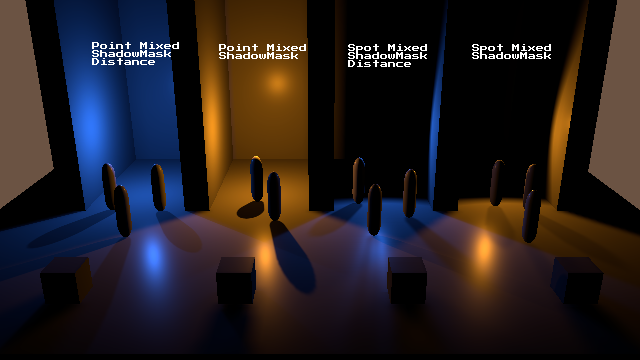 Point Mixed
ShadowMask
Distance
Point Mixed
ShadowMask
Spot Mixed
ShadowMask
Distance
Spot Mixed
ShadowMask